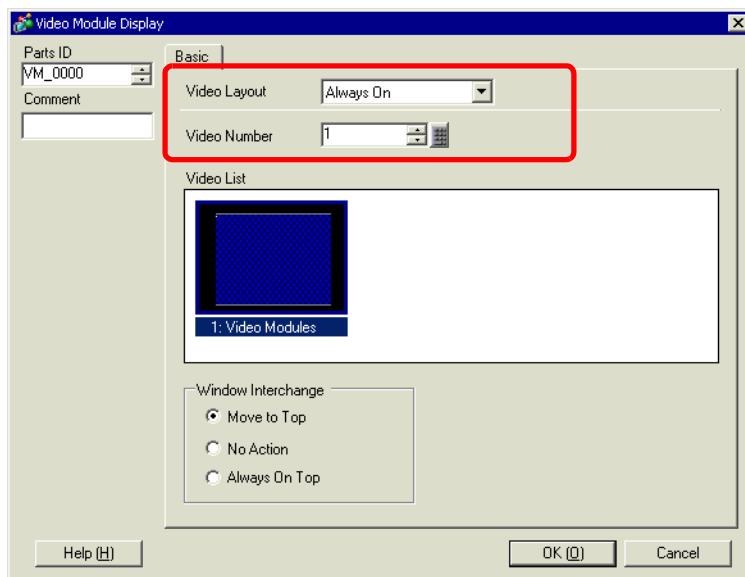 Video Module Display
Parts ID
VM_0000
Comment
Basic
Video Layout
Always On
Video Number
1
Video List
1: Video Modules
Window Interchange
Move to Top
No Action
Always On Top
Help (H)
OK (O)
Cancel